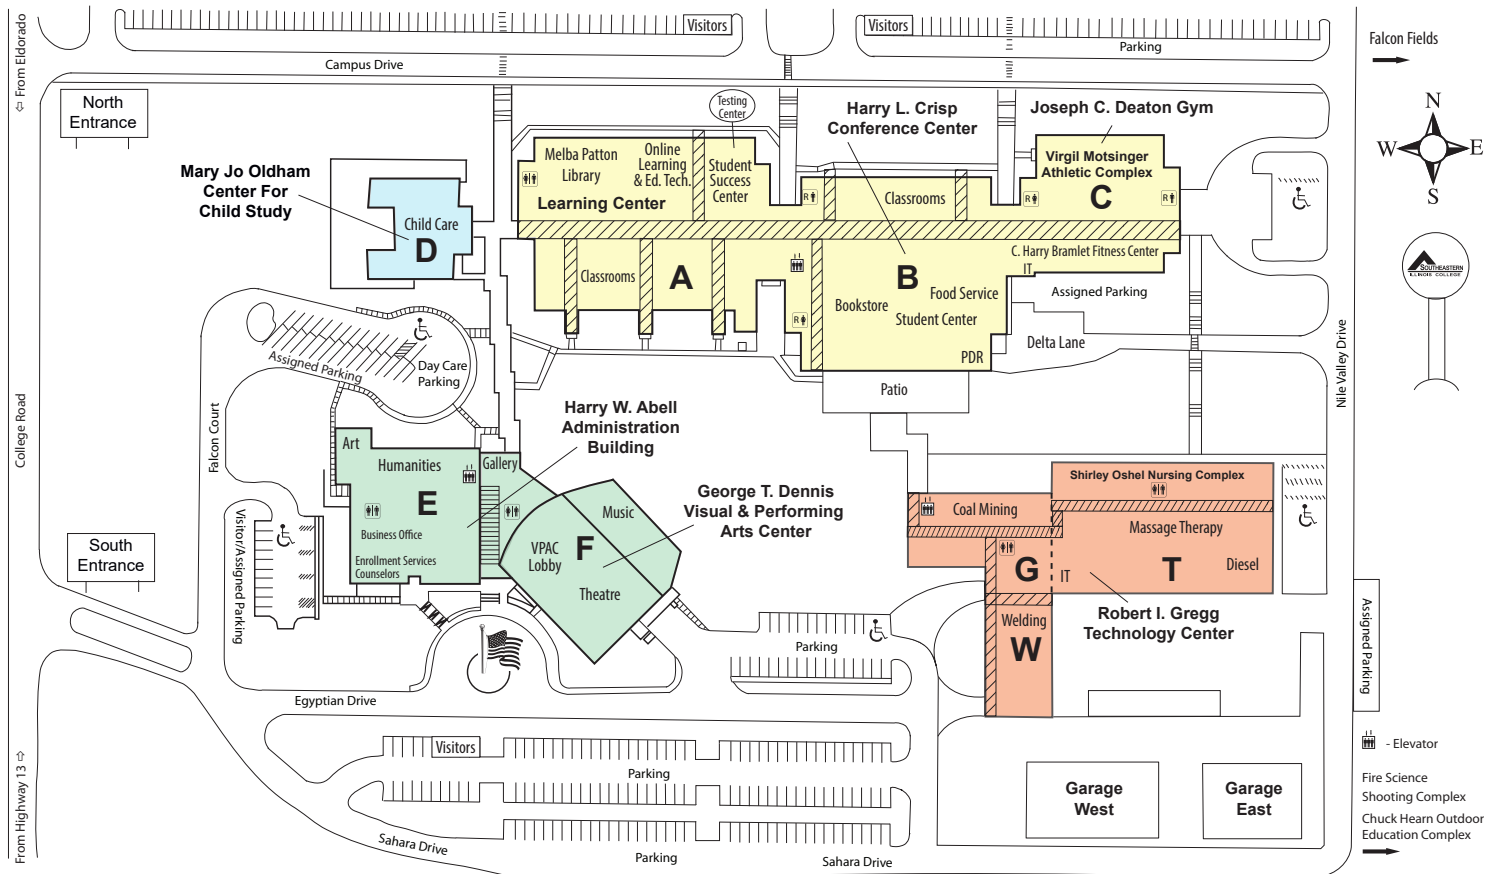 ⇦ From Eldorado
College Road
From Highway 13 ⇨
North
Entrance
South
Entrance
Visitors
Visitors
Parking
Campus Drive
Falcon Fields
N
W
E
S
SOUTHEASTERN
ILLINOIS COLLEGE
Testing
Center
Harry L. Crisp
Conference Center
Joseph C. Deaton Gym
Mary Jo Oldham
Center For
Child Study
Child Care
D
Melba Patton
Library
Online
Learning
& Ed. Tech.
Student
Success
Center
Learning Center
Classrooms
A
R
R
Classrooms
B
Bookstore
Food Service
Student Center
PDR
Virgil Motsinger
Athletic Complex
C
R
R
C. Harry Bramlet Fitness Center
IT
Assigned Parking
Delta Lane
Patio
Nile Valley Drive
Assigned Parking
Day Care
Parking
Falcon Court
Visitor/Assigned Parking
Harry W. Abell
Administration
Building
Art
Humanities
Gallery
E
Business Office
Enrollment Services
Counselors
George T. Dennis
Visual & Performing
Arts Center
Music
VPAC
Lobby
F
Theatre
Shirley Oshel Nursing Complex
Coal Mining
Massage Therapy
G
IT
T
Diesel
Welding
W
Robert I. Gregg
Technology Center
Parking
Egyptian Drive
Visitors
Parking
Sahara Drive
Parking
Sahara Drive
Garage
West
Garage
East
Assigned Parking
- Elevator
Fire Science
Shooting Complex
Chuck Hearn Outdoor
Education Complex